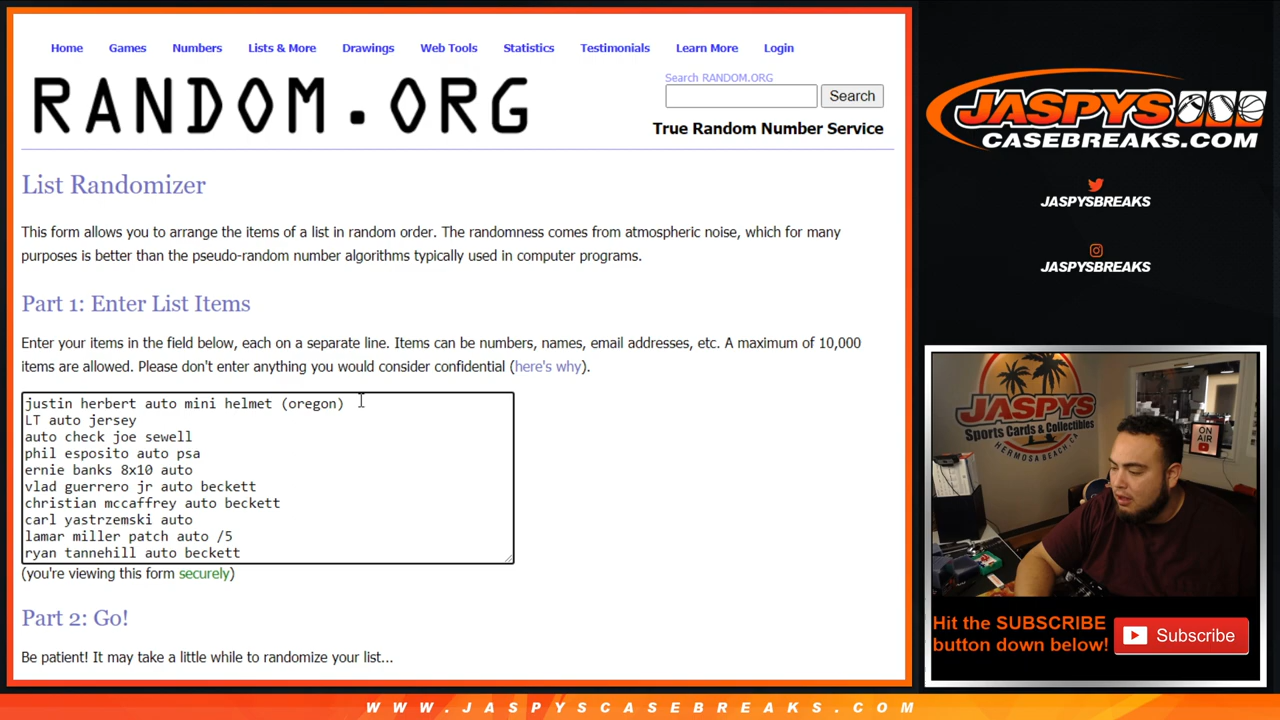 Home Games Numbers Lists & More Drawings Web Tools Statistics Testimonials Learn More Login
RANDOM.ORG
Search RANDOM.ORG
Search
True Random Number Service
List Randomizer
This form allows you to arrange the items of a list in random order. The randomness comes from atmospheric noise, which for many
purposes is better than the pseudo-random number algorithms typically used in computer programs.
Part 1: Enter List Items
Enter your items in the field below, each on a separate line. Items can be numbers, names, email addresses, etc. A maximum of 10,000
items are allowed. Please don't enter anything you would consider confidential (here's why).
justin herbert auto mini helmet (oregon)
LT auto jersey
auto check joe sewell
phil esposito auto psa
ernie banks 8x10 auto
vlad guerrero jr auto beckett
christian mccaffrey auto beckett
carl yastrzemski auto
lamar miller patch auto /5
ryan tannehill auto beckett
(you're viewing this form securely)
Part 2: Go!
Be patient! It may take a little while to randomize your list...
JASPYS
CASEBREAKS.COM
JASPYSBREAKS
JASPYSBREAKS
JASPYS
Sports Cards & Collectibles
HERMOSA BEACH, CA
ON
AIR
Hit the SUBSCRIBE
button down below!
Subscribe
WWW.JASPYSCASEBREAKS.COM